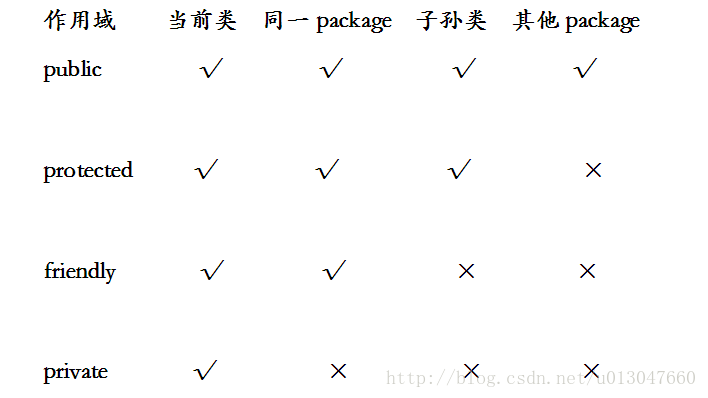 作用域 当前类 同一 package 子孙类 其他 package
public √ √ √ √
protected √ √ √ ×
friendly √ √ × ×
private √ × × ×
http://blog.csdn.net/u013047660